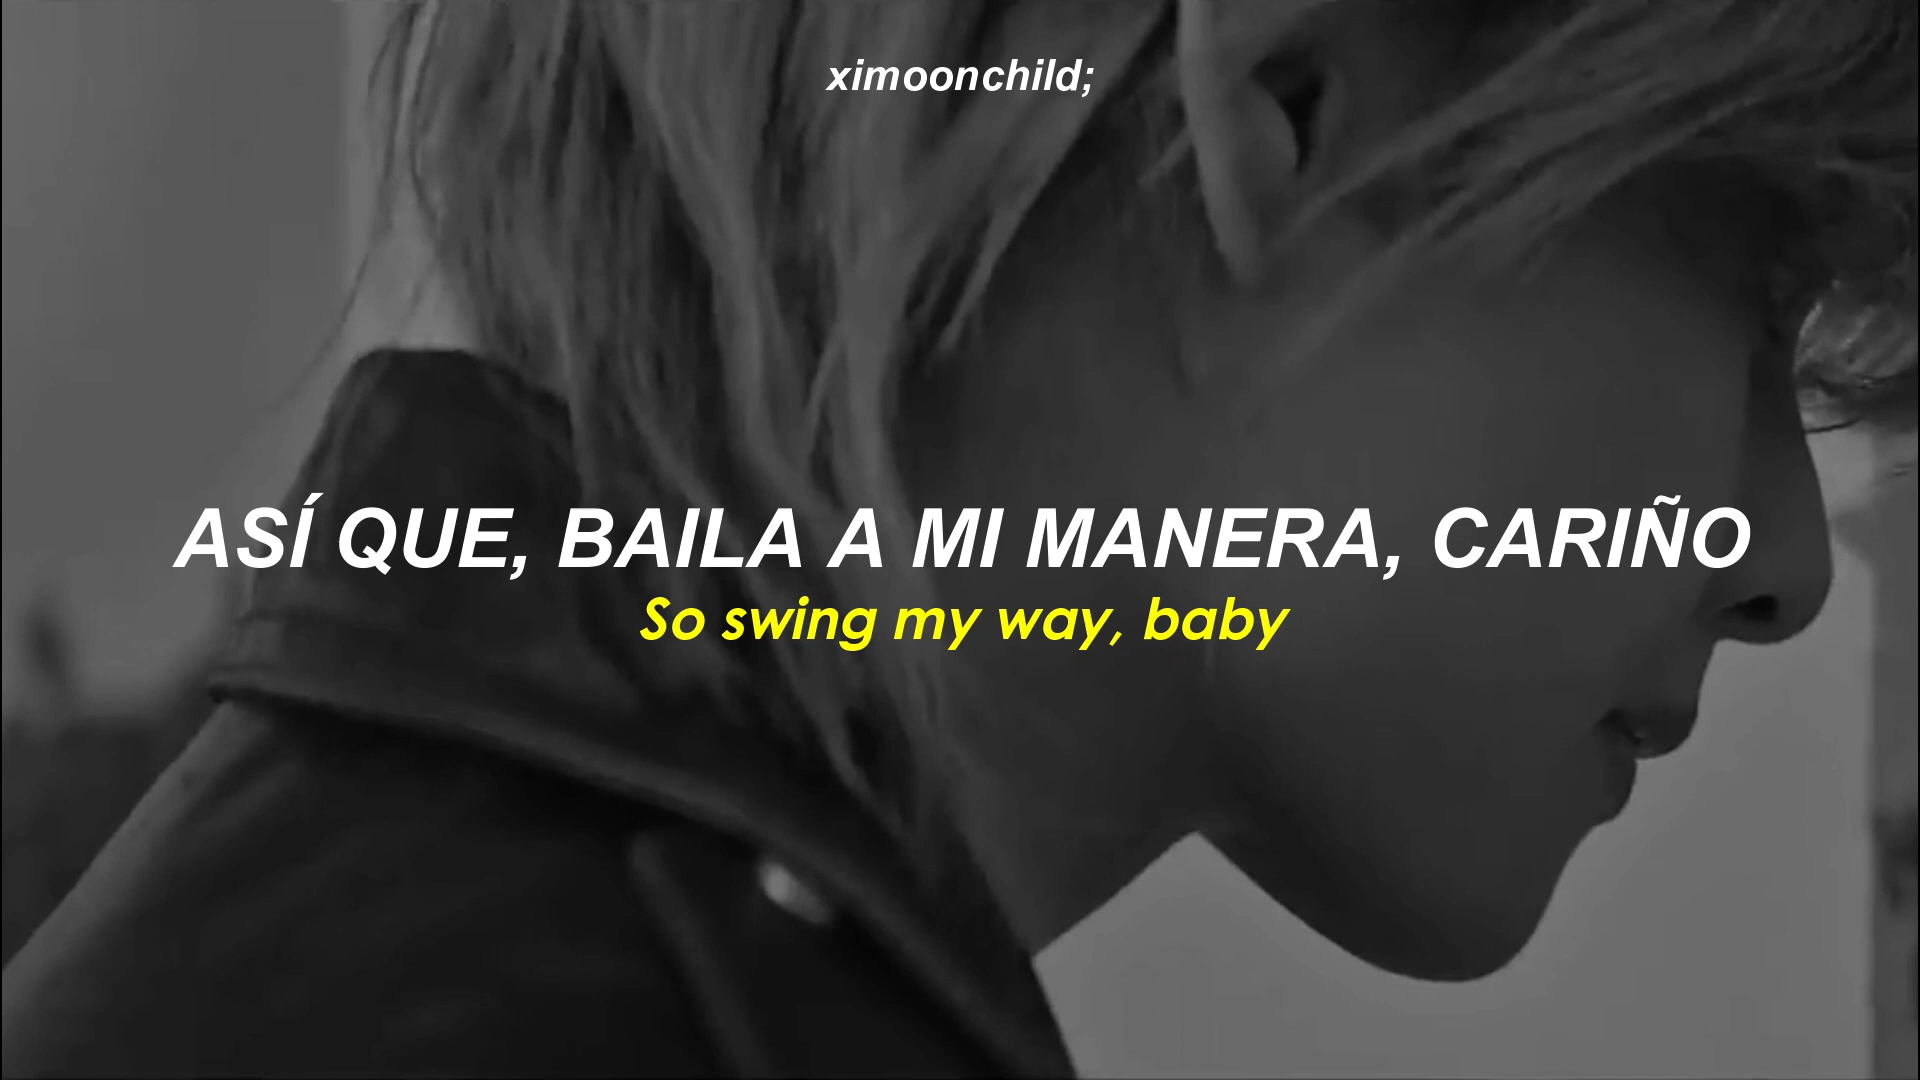 ximoonchild;
ASÍ QUE, BAILA A MI MANERA, CARIÑO
So swing my way, baby